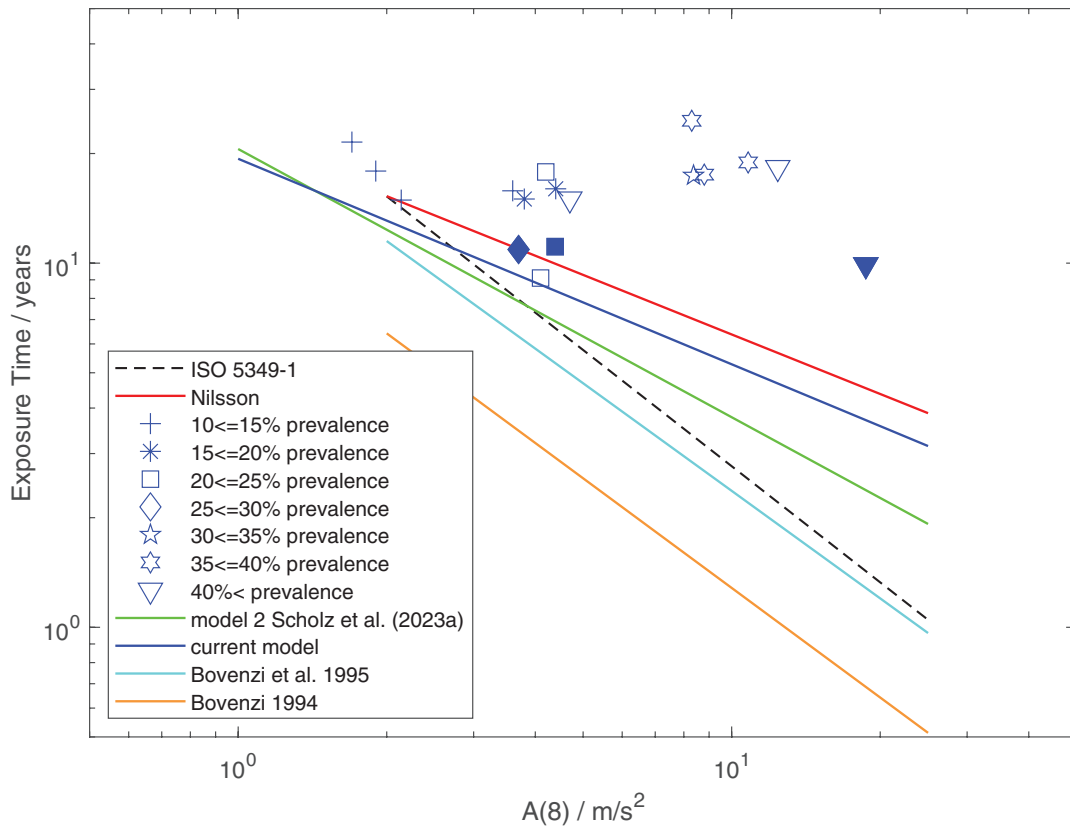 Exposure Time / years
10^1
10^0
ISO 5349-1
Nilsson
10<=15% prevalence
15<=20% prevalence
20<=25% prevalence
25<=30% prevalence
30<=35% prevalence
35<=40% prevalence
40%< prevalence
model 2 Scholz et al. (2023a)
current model
Bovenzi et al. 1995
Bovenzi 1994
10^0
10^1
A(8) / m/s^2